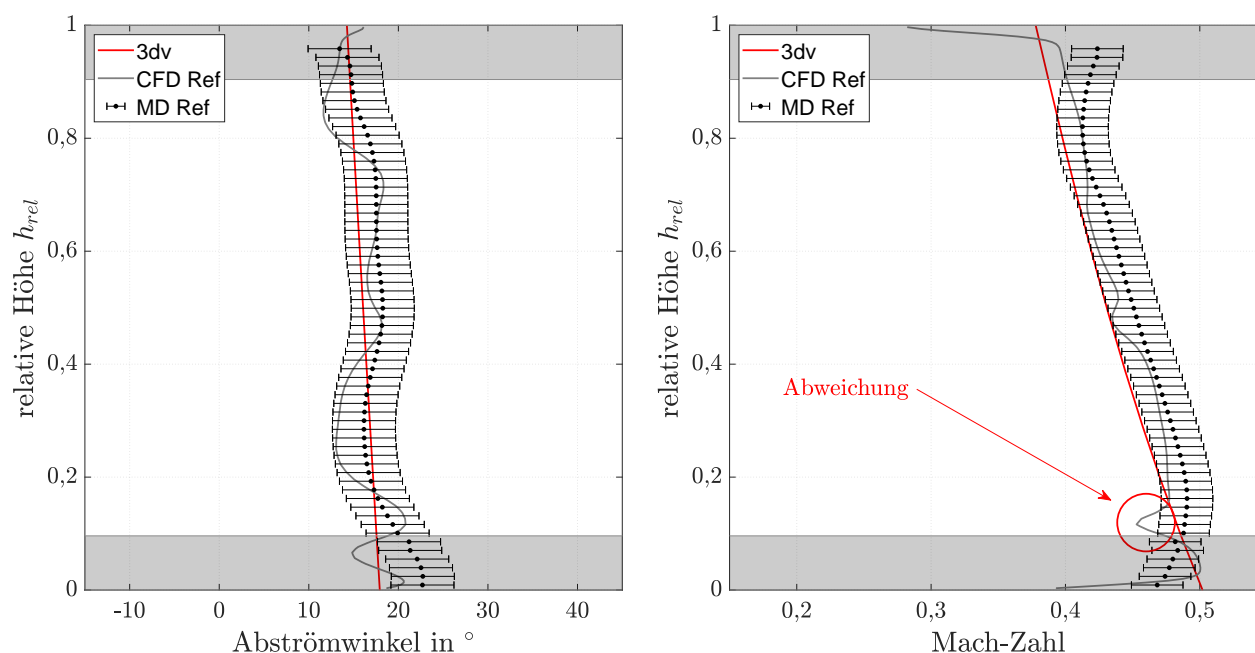 1
0,8
0,6
0,4
0,2
0
relative Höhe h_rel
3dv
CFD Ref
MD Ref
-10 0 10 20 30 40
Abströmwinkel in °
1
0,8
0,6
0,4
0,2
0
relative Höhe h_rel
3dv
CFD Ref
MD Ref
Abweichung
0,2 0,3 0,4 0,5
Mach-Zahl